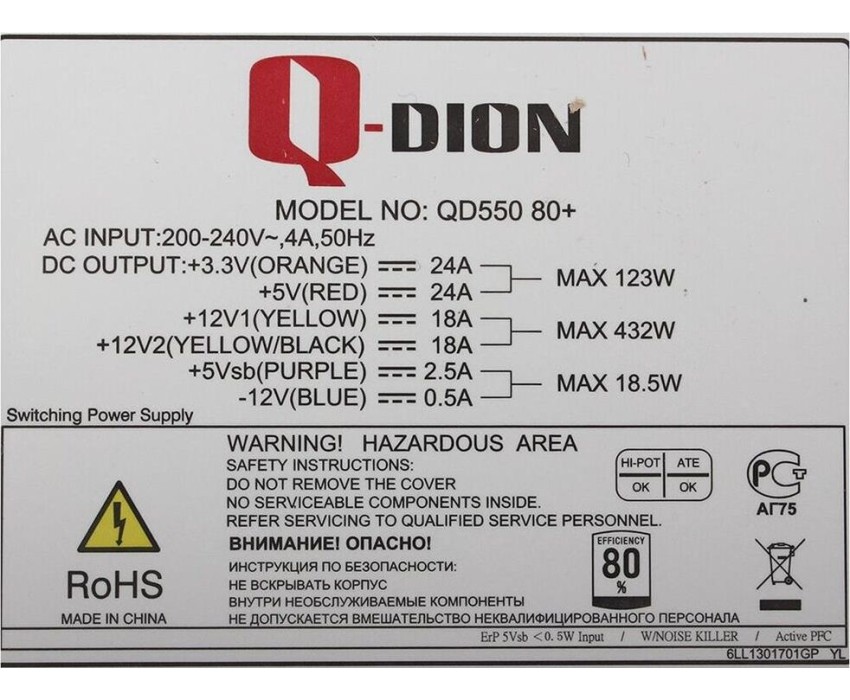 Q-DION
MODEL NO: QD550 80+
AC INPUT:200-240V~,4A,50Hz
DC OUTPUT:+3.3V(ORANGE) 24A
+5V(RED) 24A
MAX 123W
+12V1(YELLOW) 18A
+12V2(YELLOW/BLACK) 18A
MAX 432W
+5Vsb(PURPLE) 2.5A
-12V(BLUE) 0.5A
MAX 18.5W
Switching Power Supply
WARNING! HAZARDOUS AREA
SAFETY INSTRUCTIONS:
DO NOT REMOVE THE COVER
NO SERVICEABLE COMPONENTS INSIDE.
REFER SERVICING TO QUALIFIED SERVICE PERSONNEL.
HI-POT ATE
OK OK
РСТ
АГ75
ВНИМАНИЕ! ОПАСНО!
ИНСТРУКЦИЯ ПО БЕЗОПАСНОСТИ:
НЕ ВСКРЫВАТЬ КОРПУС
ВНУТРИ НЕОБСЛУЖИВАЕМЫЕ КОМПОНЕНТЫ
НЕ ДОПУСКАЕТСЯ ВМЕШАТЕЛЬСТВО НЕКВАЛИФИЦИРОВАННОГО ПЕРСОНАЛА
EFFICIENCY
80
%
RoHS
MADE IN CHINA
ErP 5Vsb <0.5W Input / W/NOISE KILLER / Active PFC
6LL1301701GP YL